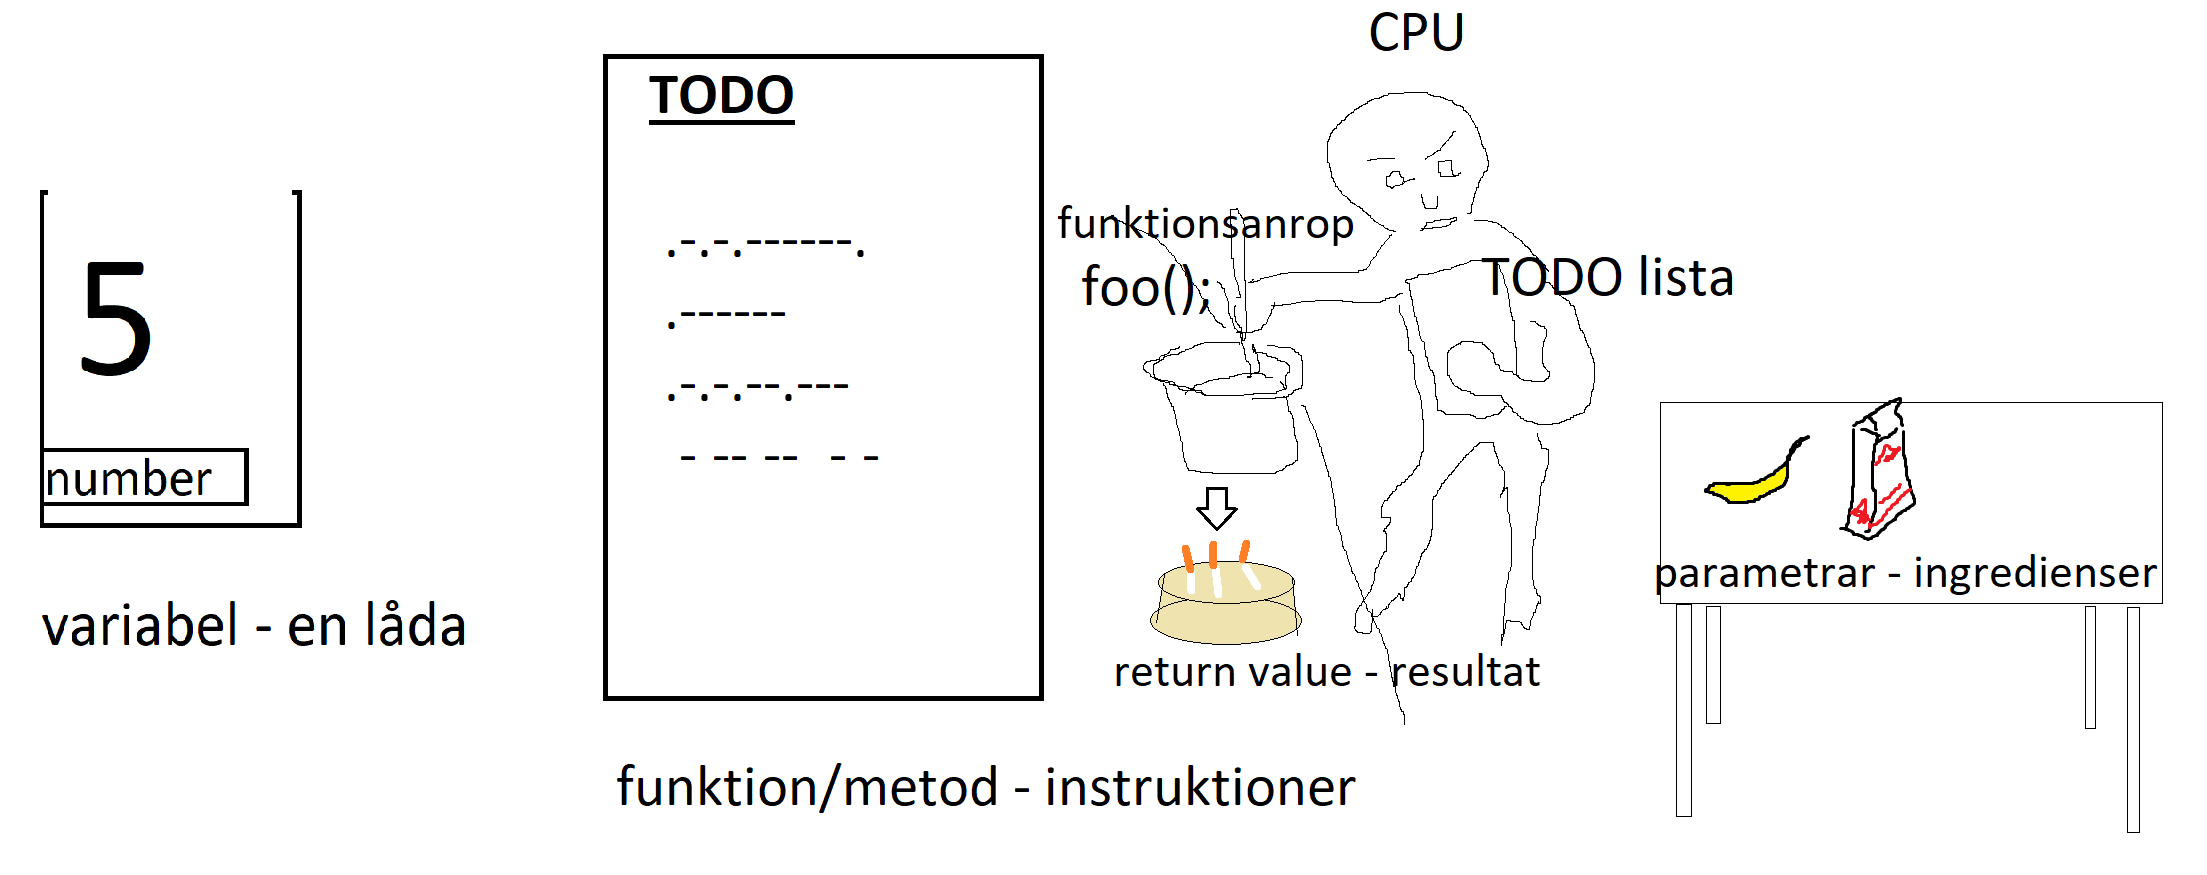 5
number
variabel - en låda
TODO
.-.-.------.
.------
.-.-.--.---
- -- -- - -
funktion/metod - instruktioner
CPU
funktionsanrop
foo();
TODO lista
return value - resultat
parametrar - ingredienser